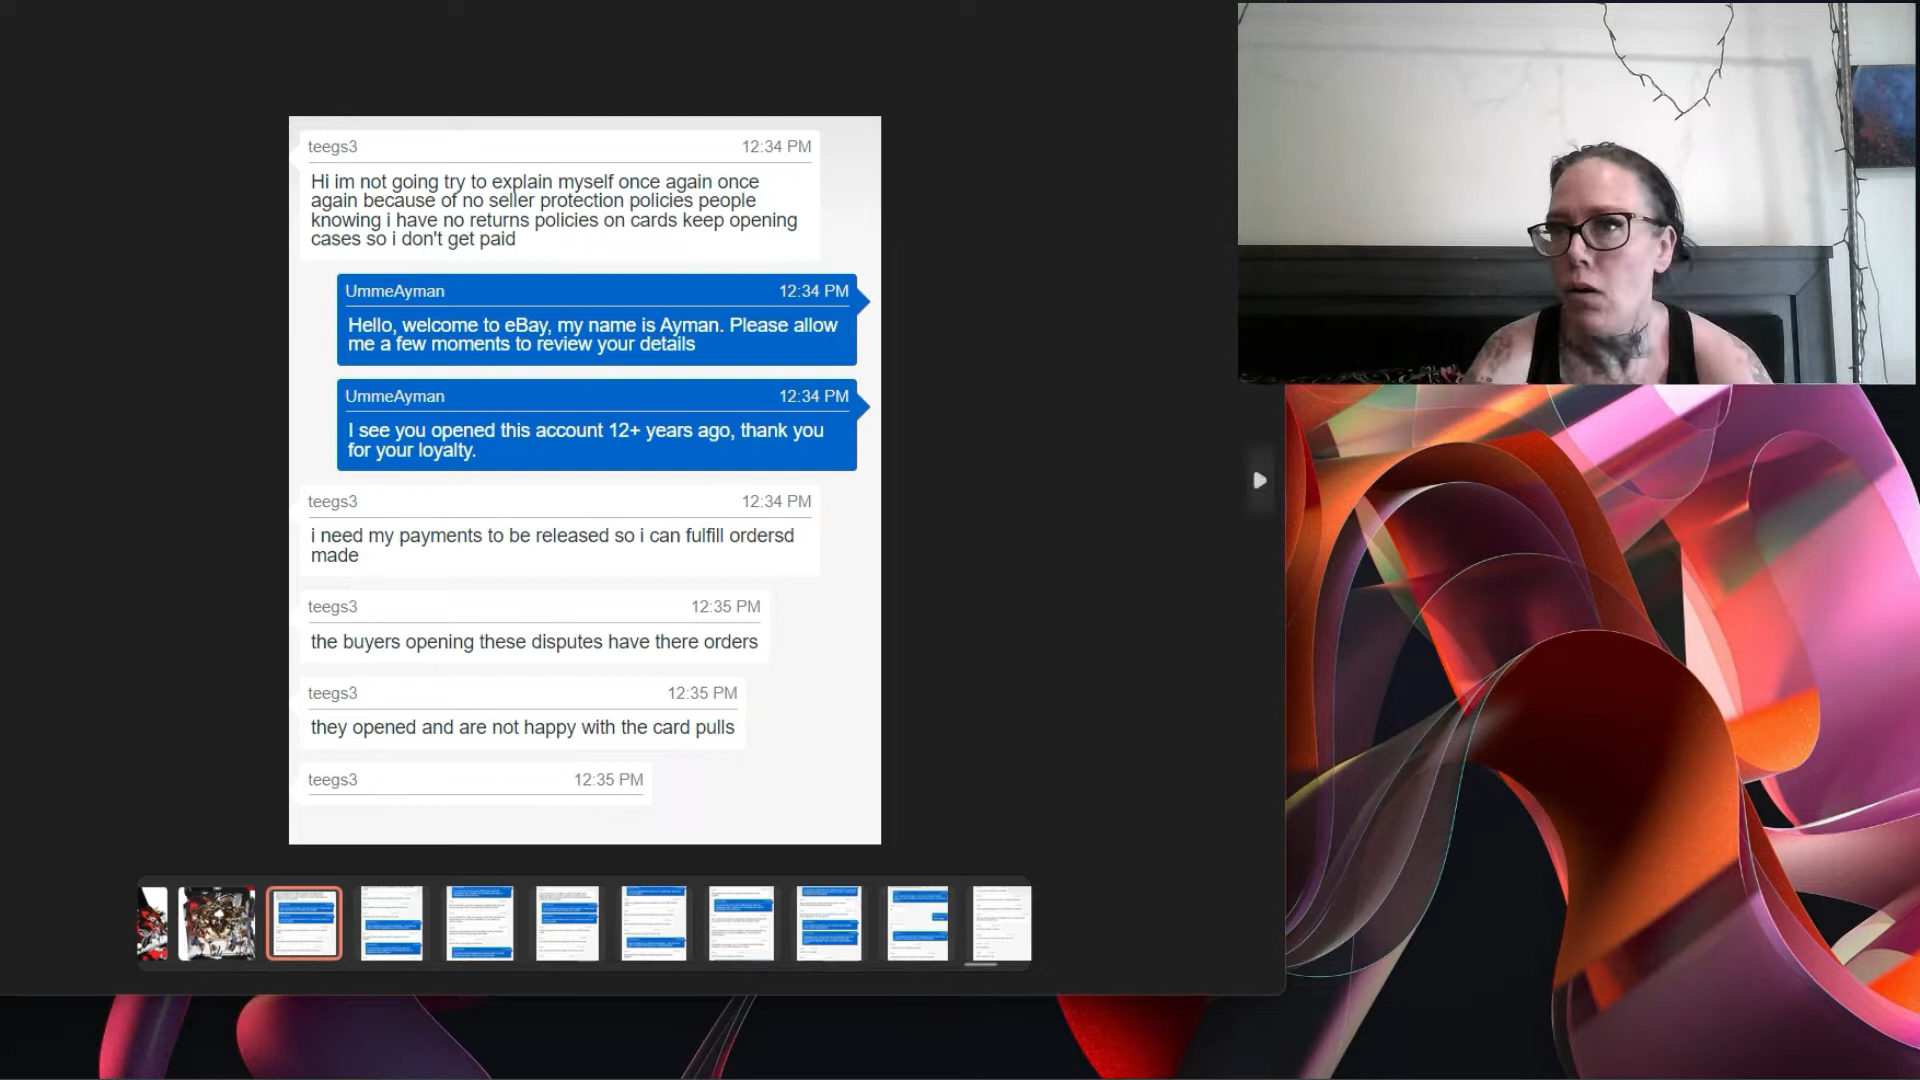 teegs3 12:34 PM
Hi im not going try to explain myself once again once
again because of no seller protection policies people
knowing i have no returns policies on cards keep opening
cases so i don't get paid
UmmeAyman 12:34 PM
Hello, welcome to eBay, my name is Ayman. Please allow
me a few moments to review your details
UmmeAyman 12:34 PM
I see you opened this account 12+ years ago, thank you
for your loyalty.
teegs3 12:34 PM
i need my payments to be released so i can fulfill ordersd
made
teegs3 12:35 PM
the buyers opening these disputes have there orders
teegs3 12:35 PM
they opened and are not happy with the card pulls
teegs3 12:35 PM